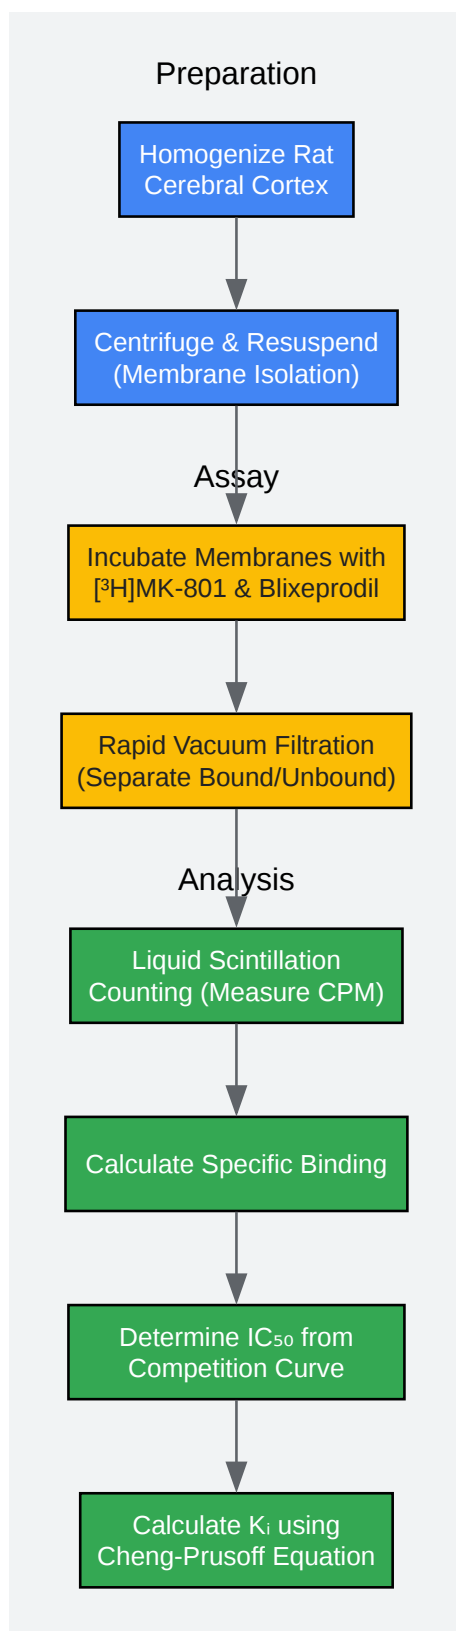 Preparation
Homogenize Rat
Cerebral Cortex
Centrifuge & Resuspend
(Membrane Isolation)
Assay
Incubate Membranes with
[³H]MK-801 & Blixeprodil
Rapid Vacuum Filtration
(Separate Bound/Unbound)
Analysis
Liquid Scintillation
Counting (Measure CPM)
Calculate Specific Binding
Determine IC₅₀ from
Competition Curve
Calculate Kᵢ using
Cheng-Prusoff Equation